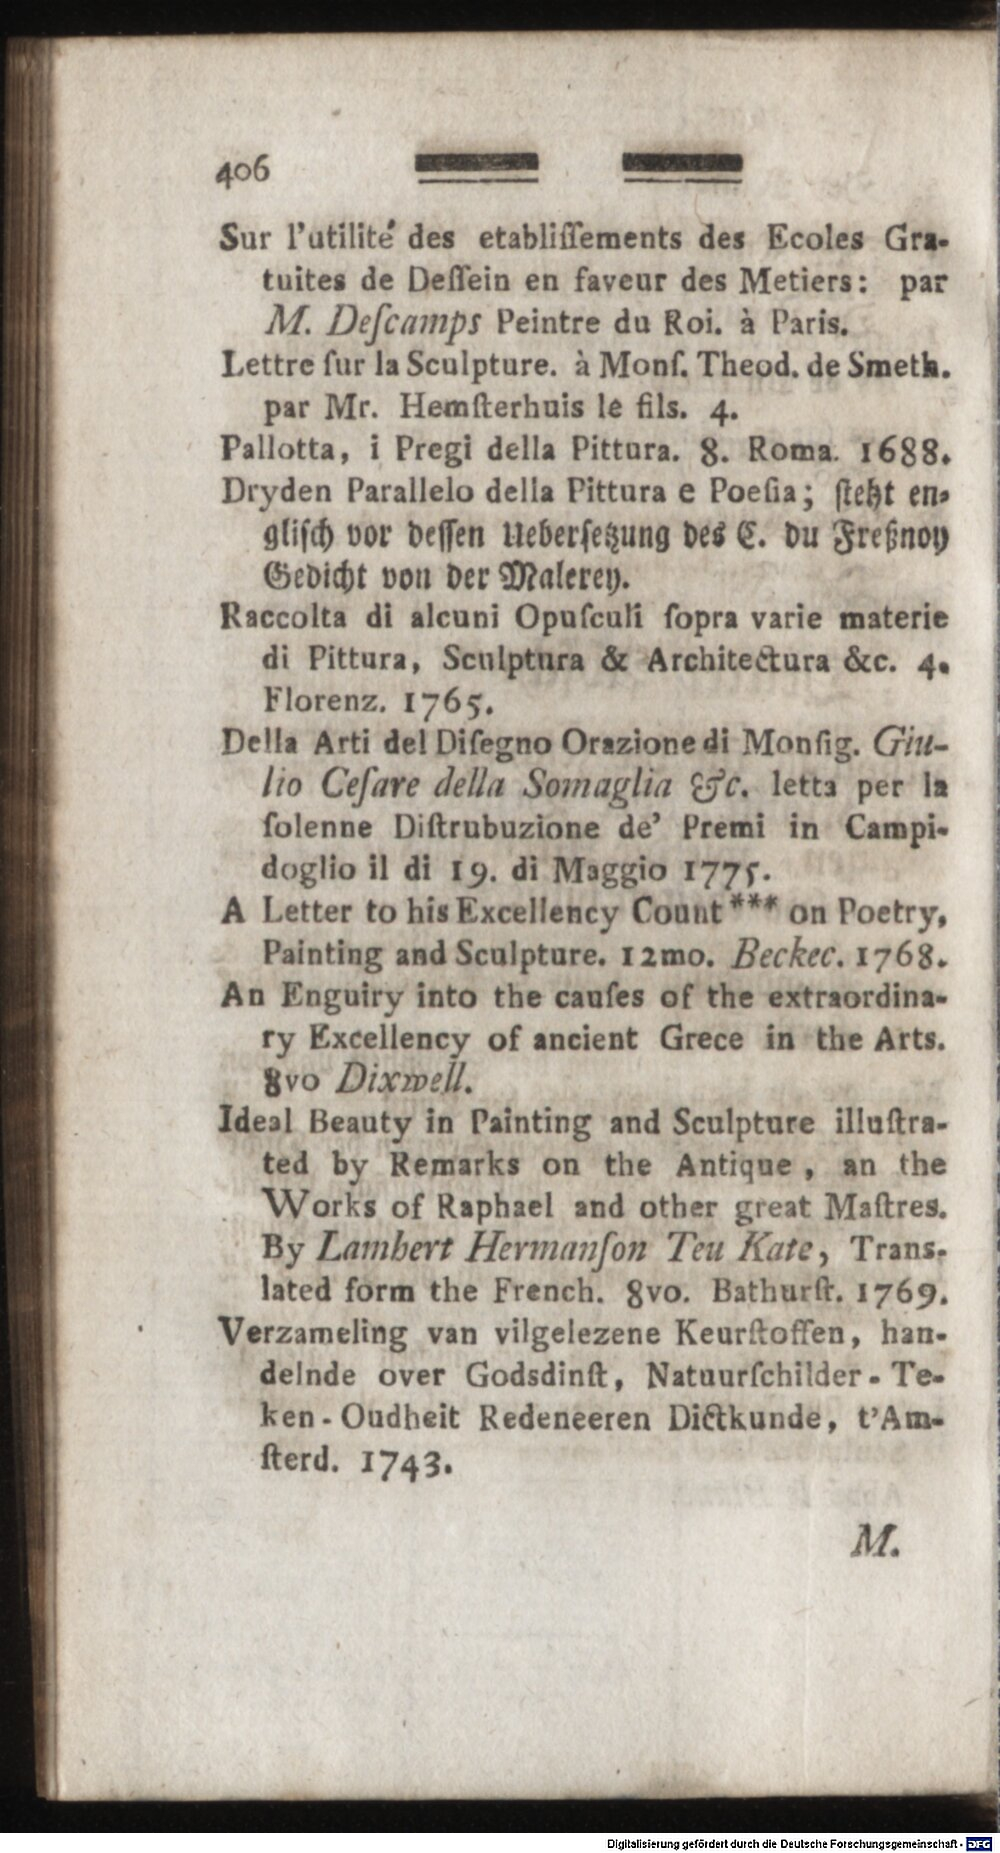 406
Sur l'utilité des etabliſſements des Ecoles Gra-
tuites de Deſſein en faveur des Metiers: par
M. Deſcamps Peintre du Roi. à Paris.
Lettre ſur la Sculpture. à Monſ. Theod. de Smeth.
par Mr. Hemſterhuis le fils. 4.
Pallotta, i Pregi della Pittura. 8. Roma. 1688.
Dryden Parallelo della Pittura e Poeſia; ſteht en-
gliſch vor deſſen Ueberſetzung des C. du Freßnoy
Gedicht von der Malerey.
Raccolta di alcuni Opuſculi ſopra varie materie
di Pittura, Sculptura & Architectura &c. 4.
Florenz. 1765.
Della Arti del Diſegno Orazione di Monſig. Giu-
lio Ceſare della Somaglia &c. letta per la
ſolenne Diſtrubuzione de' Premi in Campi-
doglio il di 19. di Maggio 1775.
A Letter to his Excellency Count *** on Poetry,
Painting and Sculpture. 12mo. Beckec. 1768.
An Enguiry into the cauſes of the extraordina-
ry Excellency of ancient Grece in the Arts.
8vo Dixwell.
Ideal Beauty in Painting and Sculpture illuſtra-
ted by Remarks on the Antique, an the
Works of Raphael and other great Maſtres.
By Lambert Hermanſon Teu Kate, Trans-
lated form the French. 8vo. Bathurſt. 1769.
Verzameling van vilgelezene Keurſtoffen, han-
delnde over Godsdinſt, Natuurſchilder-Te-
ken-Oudheit Redeneeren Dictkunde, t'Am-
ſterd. 1743.
M.
Digitalisierung gefördert durch die Deutsche Forschungsgemeinschaft - DFG